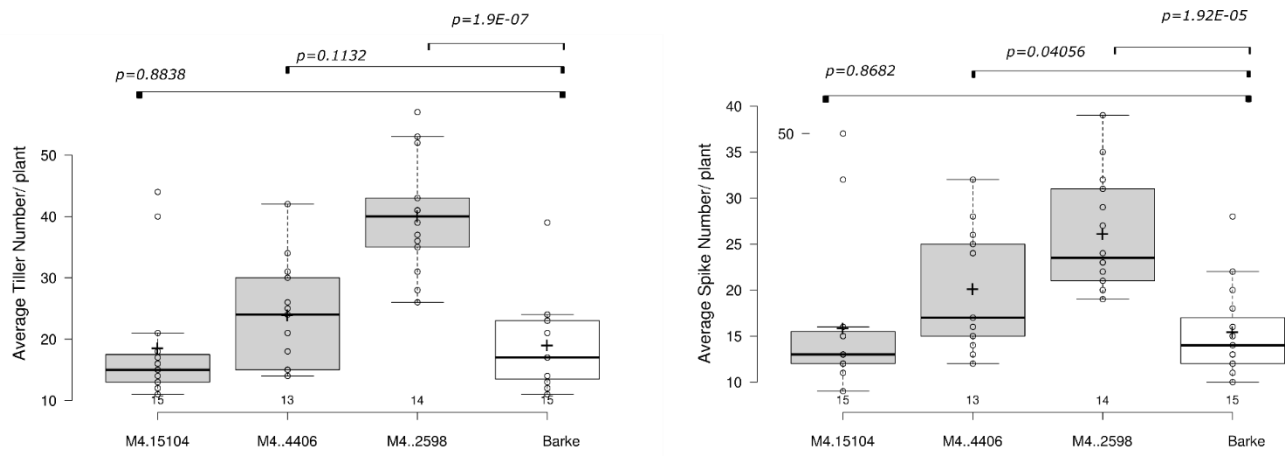 p=1.9E-07
p=0.1132
p=0.8838
Average Tiller Number/ plant
50
40
30
20
10
15
13
14
15
M4.15104
M4..4406
M4..2598
Barke
p=1.92E-05
p=0.04056
p=0.8682
Average Spike Number/ plant
50
40
35
30
25
20
15
10
15
13
14
15
M4.15104
M4..4406
M4..2598
Barke